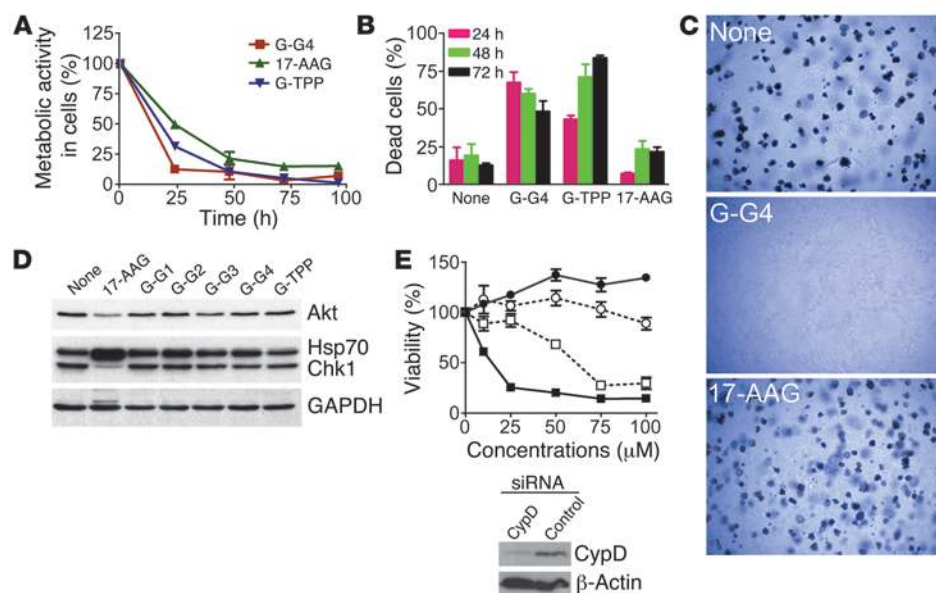 A
Metabolic activity
in cells (%)
125
100
75
50
25
0
0 25 50 75 100
Time (h)
G-G4
17-AAG
G-TPP
B
Dead cells (%)
100
75
50
25
0
24 h
48 h
72 h
None G-G4 G-TPP 17-AAG
C
None
G-G4
17-AAG
D
None 17-AAG G-G1 G-G2 G-G3 G-G4 G-TPP
Akt
Hsp70
Chk1
GAPDH
E
Viability (%)
150
100
50
0
0 25 50 75 100
Concentrations (μM)
siRNA
CypD Control
CypD
β-Actin